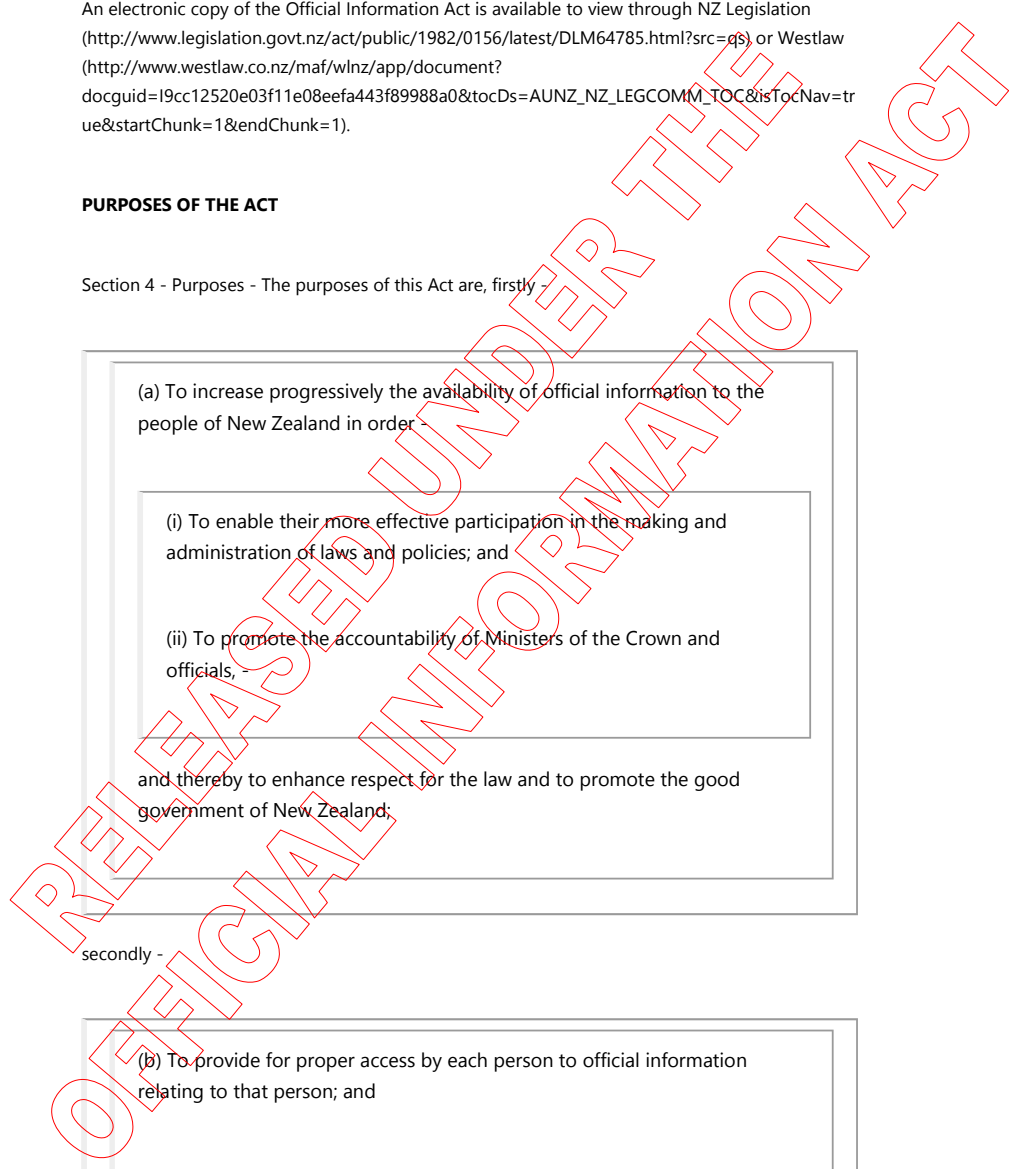 An electronic copy of the Official Information Act is available to view through NZ Legislation
(http://www.legislation.govt.nz/act/public/1982/0156/latest/DLM64785.html?src=qs) or Westlaw
(http://www.westlaw.co.nz/maf/wlnz/app/document?
docguid=I9cc12520e03f11e08eefa443f89988a0&tocDs=AUNZ_NZ_LEGCOMM_TOC&isTocNav=tr
ue&startChunk=1&endChunk=1).
PURPOSES OF THE ACT
Section 4 - Purposes - The purposes of this Act are, firstly -
(a) To increase progressively the availability of official information to the
people of New Zealand in order -
(i) To enable their more effective participation in the making and
administration of laws and policies; and
(ii) To promote the accountability of Ministers of the Crown and
officials, -
and thereby to enhance respect for the law and to promote the good
government of New Zealand;
secondly -
(b) To provide for proper access by each person to official information
relating to that person; and
RELEASED UNDER THE
OFFICIAL INFORMATION ACT